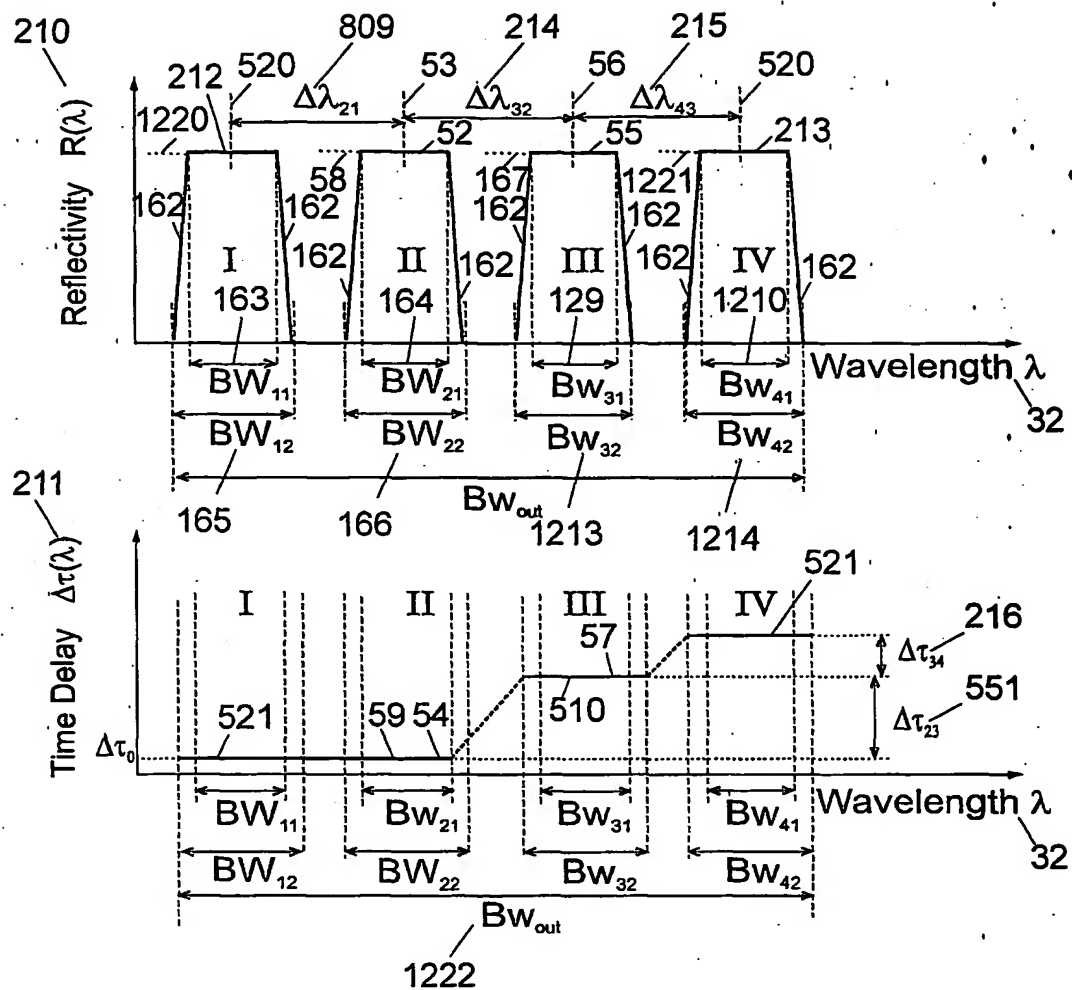 210
809
214
215
212
520
53
56
520
Δλ₂₁
Δλ₃₂
Δλ₄₃
1220
52
55
213
58
167
1221
162
162
162
162
162
162
162
162
I
II
III
IV
163
164
129
1210
Reflectivity R(λ)
Wavelength λ
32
BW₁₁
BW₂₁
Bw₃₁
Bw₄₁
BW₁₂
BW₂₂
Bw₃₂
Bw₄₂
Bw_out
165
166
1213
1214
211
Time Delay Δτ(λ)
I
II
III
IV
521
57
216
Δτ₃₄
551
Δτ₂₃
521
59
54
510
Δτ₀
Wavelength λ
32
BW₁₁
Bw₂₁
Bw₃₁
Bw₄₁
BW₁₂
BW₂₂
Bw₃₂
Bw₄₂
Bw_out
1222